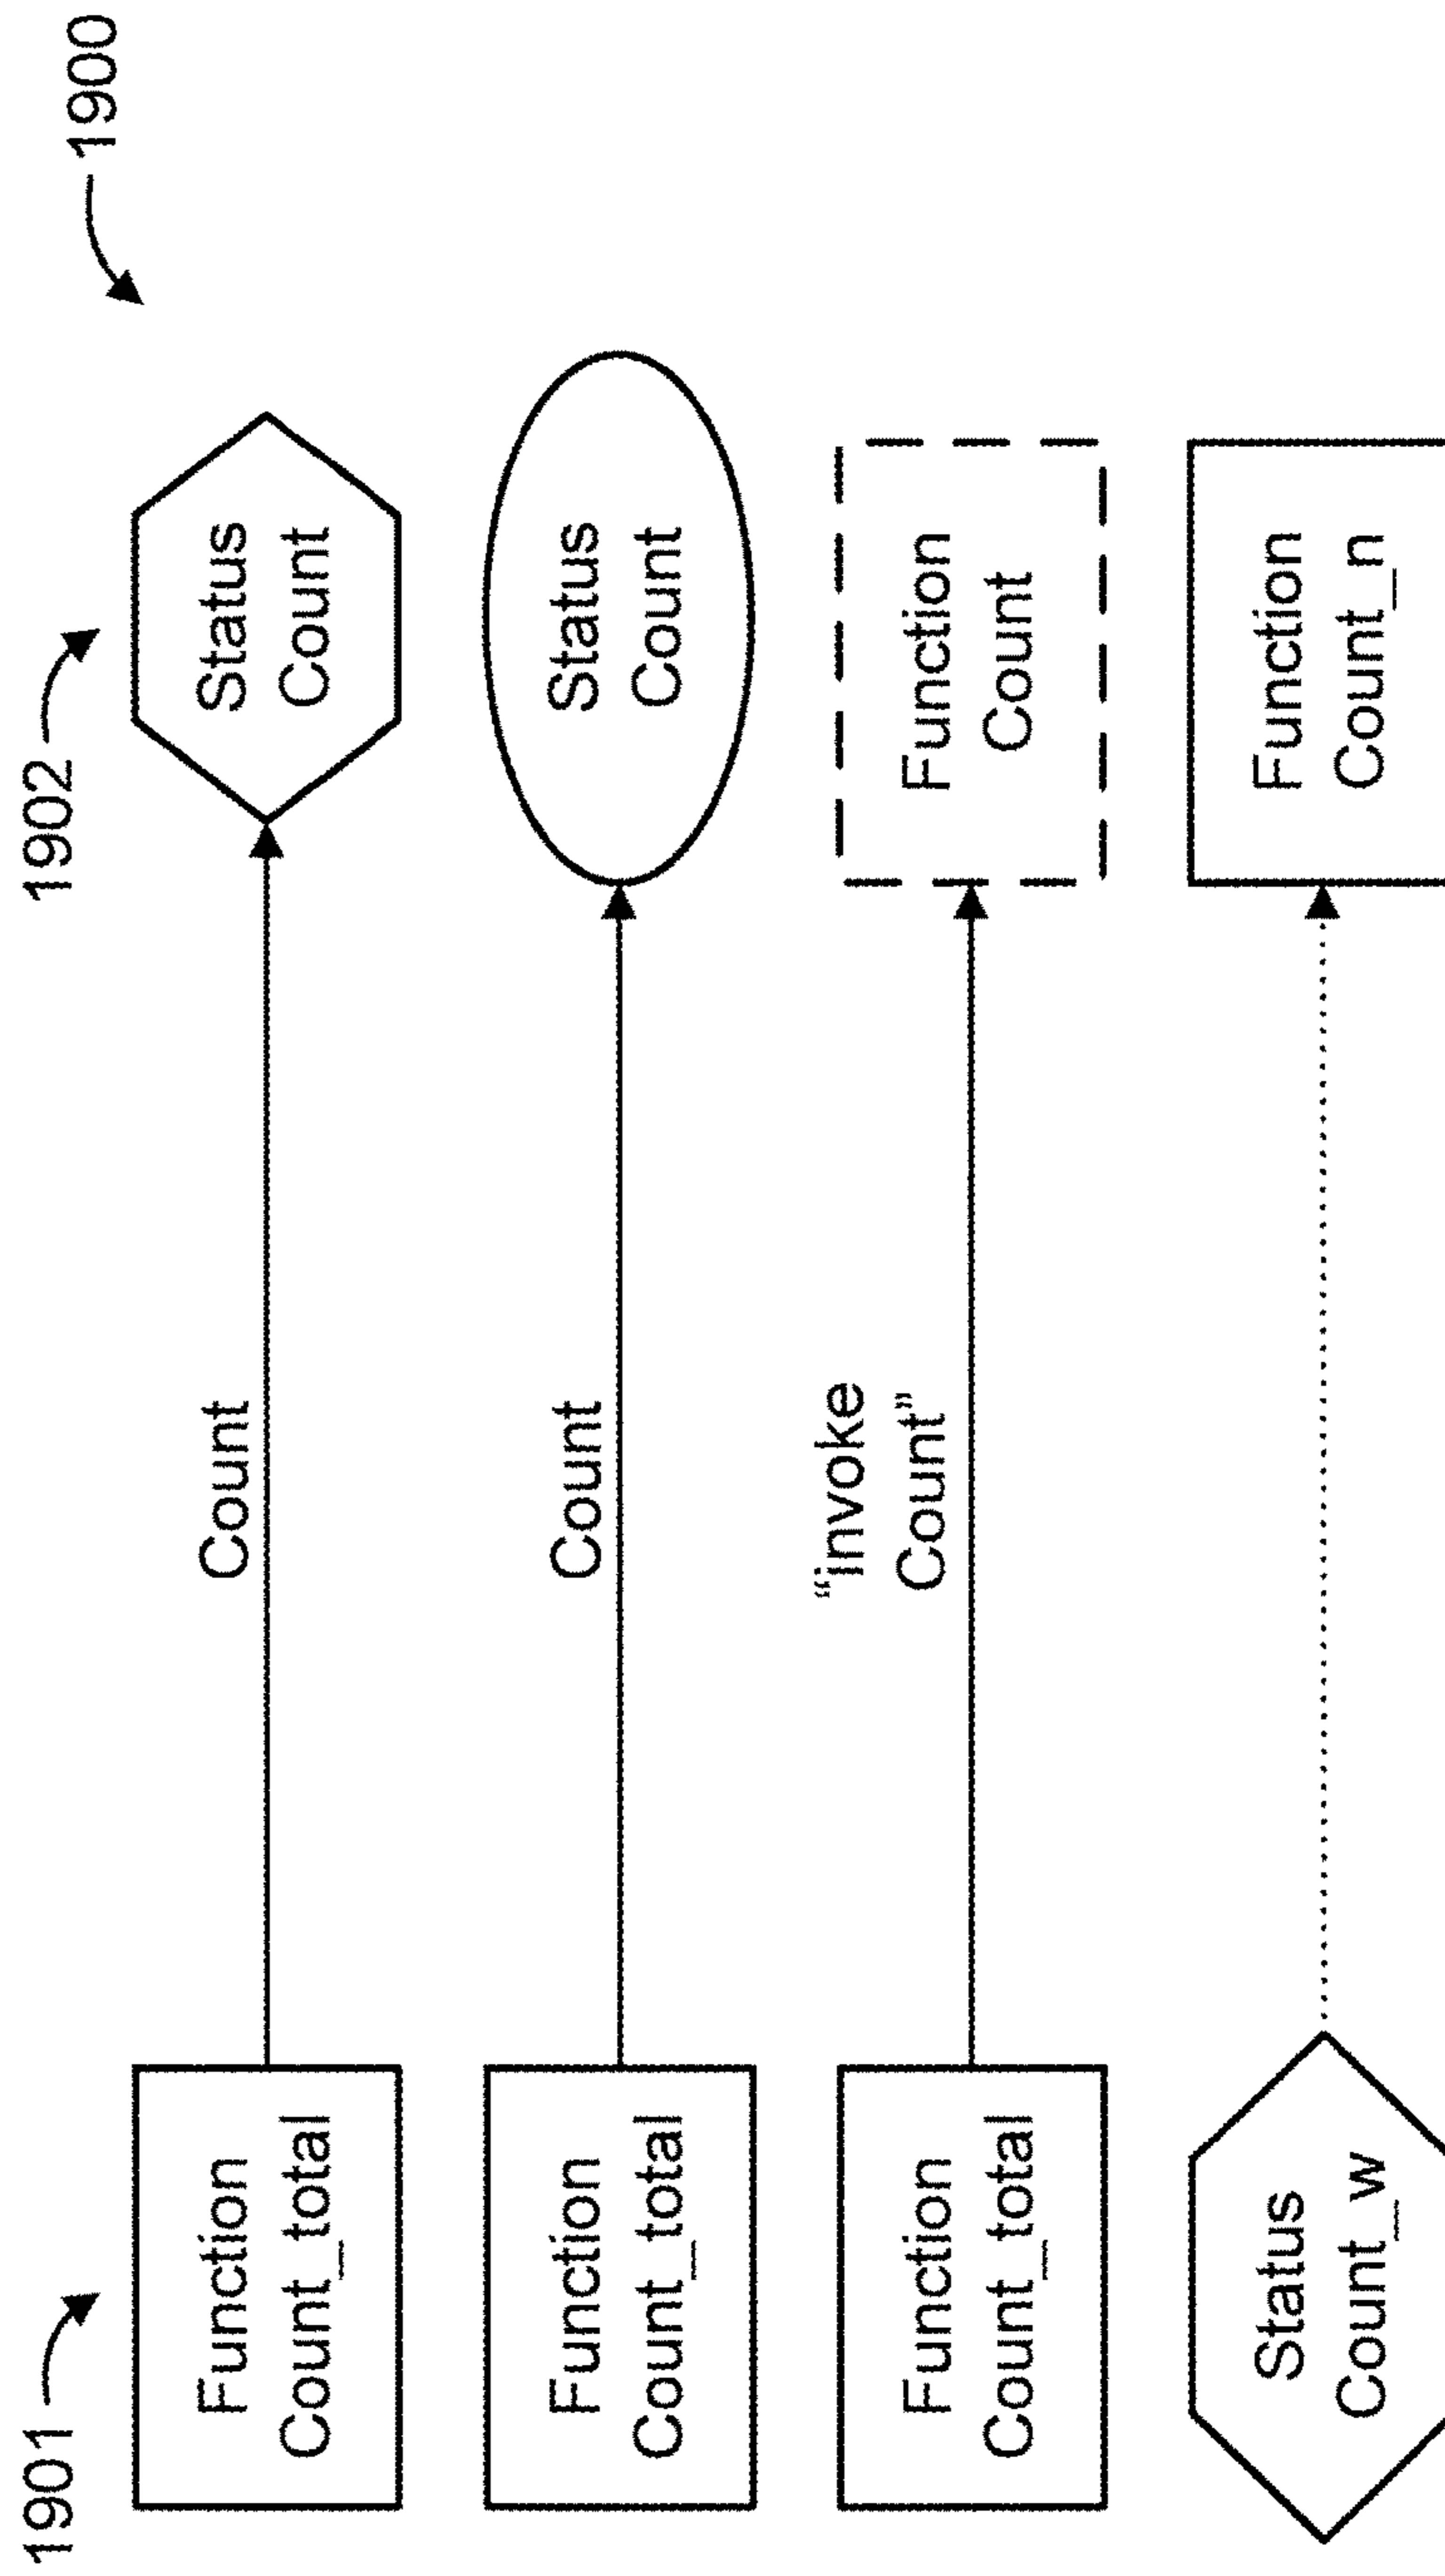 1900
1901
1902
Function
Count_total
Count
Status
Count
Function
Count_total
Count
Status
Count
Function
Count_total
“invoke
Count”
Function
Count
Status
Count_w
Function
Count_n